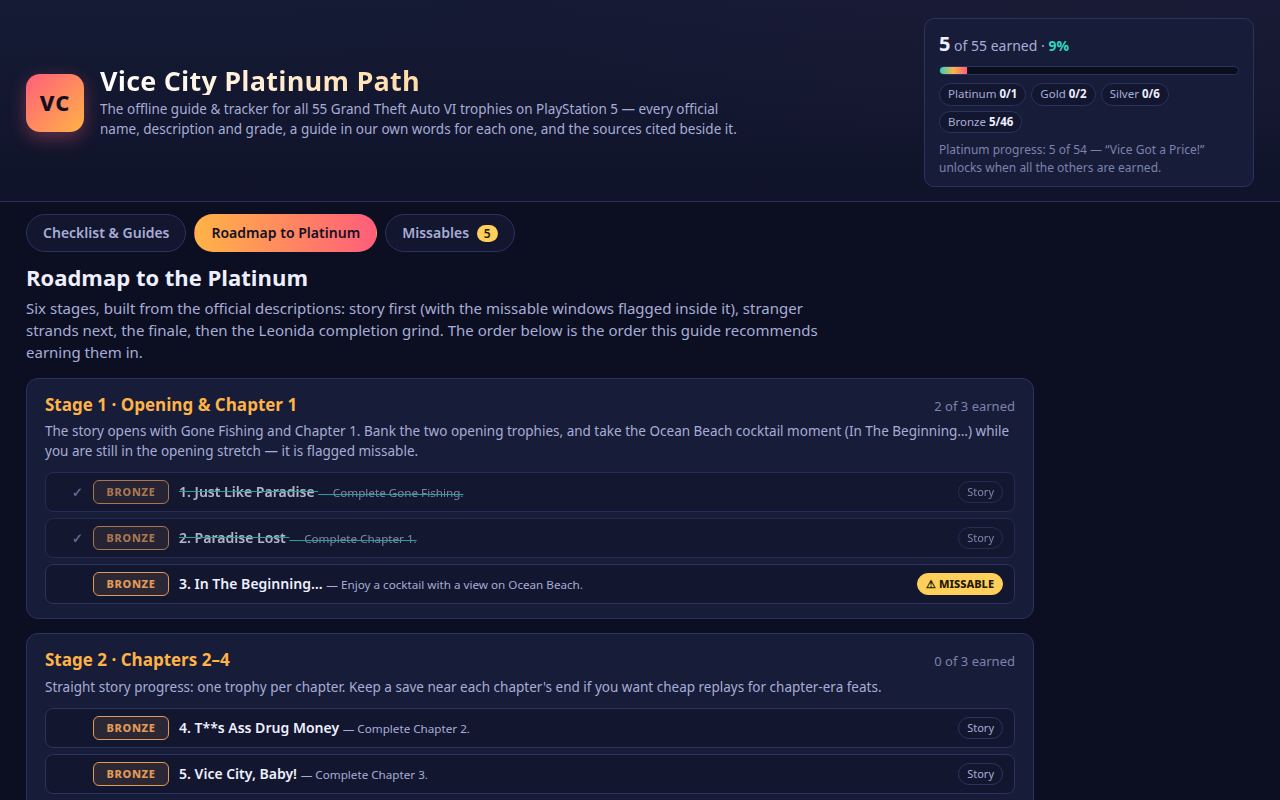 VC
Vice City Platinum Path
The offline guide & tracker for all 55 Grand Theft Auto VI trophies on PlayStation 5 — every official
name, description and grade, a guide in our own words for each one, and the sources cited beside it.
5 of 55 earned · 9%
Platinum 0/1 Gold 0/2 Silver 0/6
Bronze 5/46
Platinum progress: 5 of 54 — “Vice Got a Price!”
unlocks when all the others are earned.
Checklist & Guides Roadmap to Platinum Missables 5
Roadmap to the Platinum
Six stages, built from the official descriptions: story first (with the missable windows flagged inside it), stranger
strands next, the finale, then the Leonida completion grind. The order below is the order this guide recommends
earning them in.
Stage 1 · Opening & Chapter 1 2 of 3 earned
The story opens with Gone Fishing and Chapter 1. Bank the two opening trophies, and take the Ocean Beach cocktail moment (In The Beginning...) while
you are still in the opening stretch — it is flagged missable.
✓ BRONZE 1. Just Like Paradise — Complete Gone Fishing. Story
✓ BRONZE 2. Paradise Lost — Complete Chapter 1. Story
BRONZE 3. In The Beginning... — Enjoy a cocktail with a view on Ocean Beach. ⚠ MISSABLE
Stage 2 · Chapters 2–4 0 of 3 earned
Straight story progress: one trophy per chapter. Keep a save near each chapter's end if you want cheap replays for chapter-era feats.
BRONZE 4. T**s Ass Drug Money — Complete Chapter 2. Story
BRONZE 5. Vice City, Baby! — Complete Chapter 3. Story